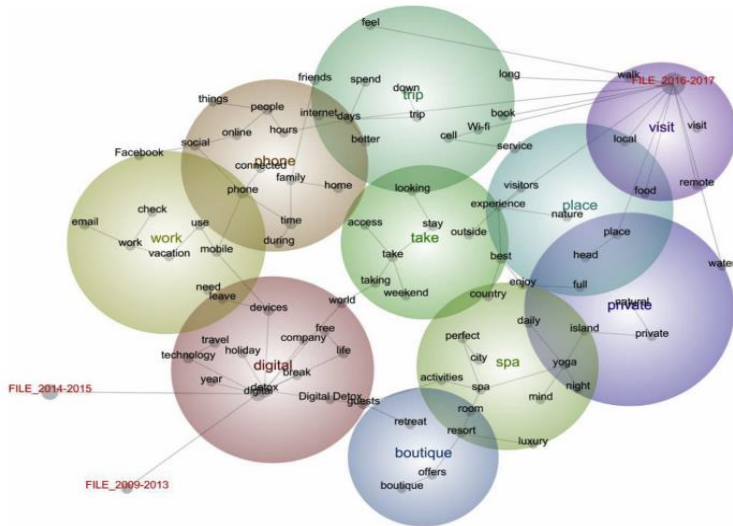 feel
friends
long
walk
FILE_2016-2017
spend
down
trip
things
people
internet
days
trip
book
Wi-fi
visit
visit
online
hours
social
better
cell
service
local
Facebook
phone
connected
family
home
looking
visitors
food
remote
phone
experience
place
nature
check
email
use
time
access
stay
outside
place
work
work
vacation
mobile
during
take
take
best
head
water
need
leave
taking
weekend
enjoy
full
private
natural
devices
world
country
daily
island
private
free
company
travel
holiday
technology
digital
life
perfect
spa
city
yoga
break
year
detox
digital
activities
spa
night
FILE_2014-2015
Digital Detox
guests
mind
room
retreat
resort
luxury
boutique
offers
FILE_2009-2013
boutique